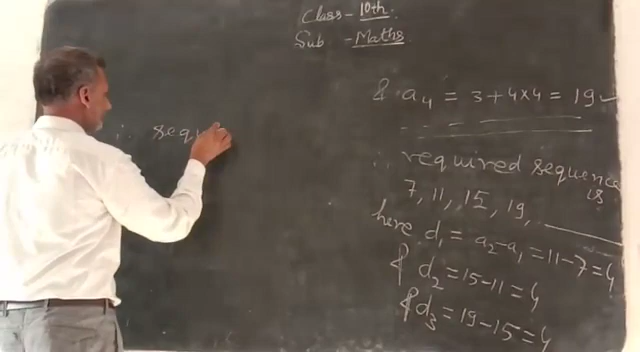 Class - 10th.
Sub - Maths
& a₄ = 3 + 4×4 = 19
∴ required sequence
is
7, 11, 15, 19,
here d₁ = a₂-a₁ = 11-7=4
& d₂ = 15-11 = 4
& d₃ = 19-15 = 4
∴ sequ